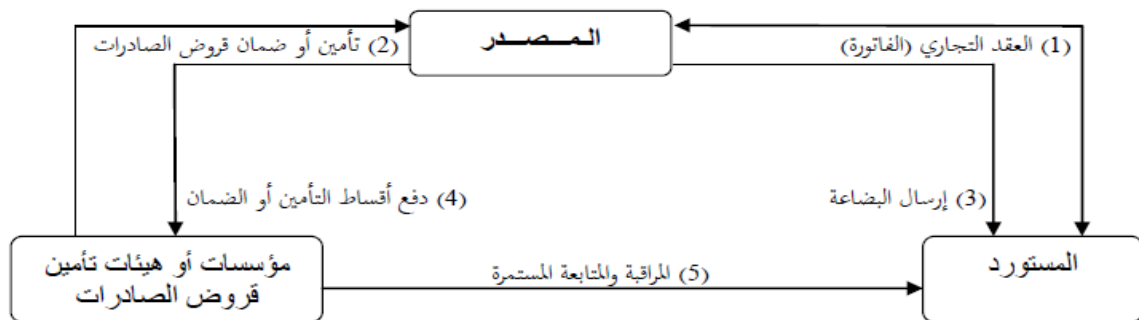 المـــصـــدر
(1) العقد التجاري (الفاتورة)
(2) تأمين أو ضمان قروض الصادرات
(3) إرسال البضاعة
(4) دفع أقساط التأمين أو الضمان
المستورد
(5) المراقبة والمتابعة المستمرة
مؤسسات أو هيئات تأمين
قروض الصادرات